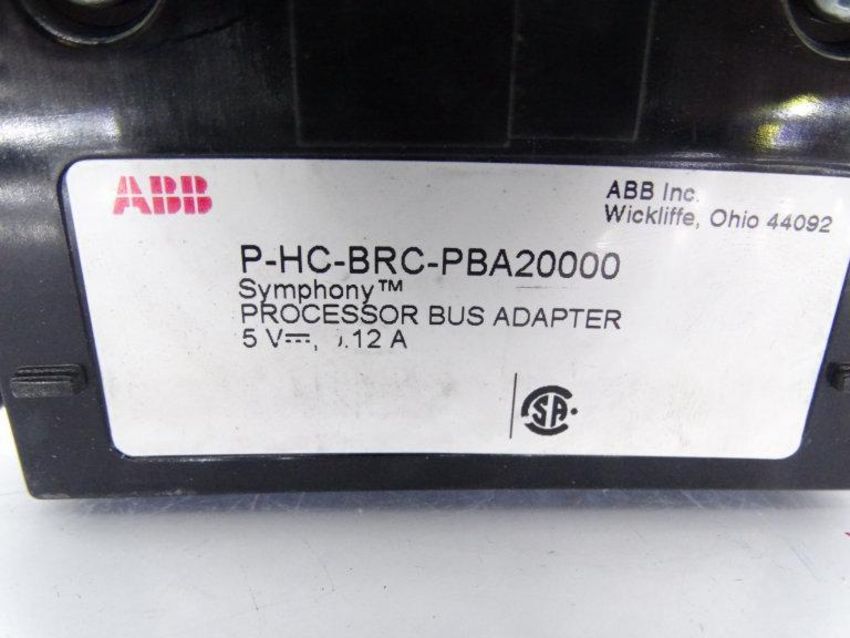 ABB
ABB Inc.
Wickliffe, Ohio 44092
P-HC-BRC-PBA20000
Symphony™
PROCESSOR BUS ADAPTER
5 V⎓, .12 A
SA